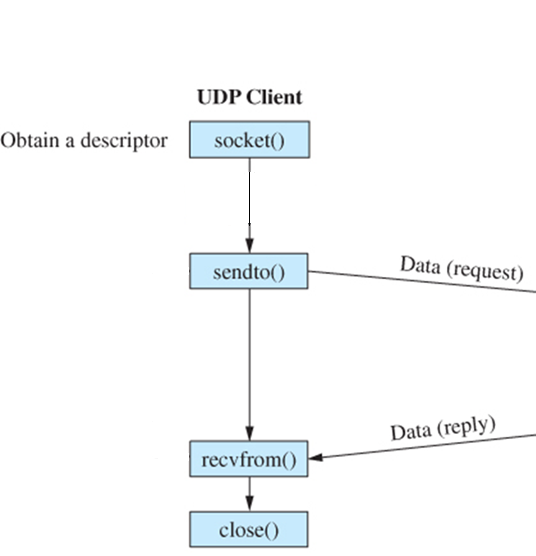 UDP Client
Obtain a descriptor
socket()
sendto()
Data (request)
Data (reply)
recvfrom()
close()